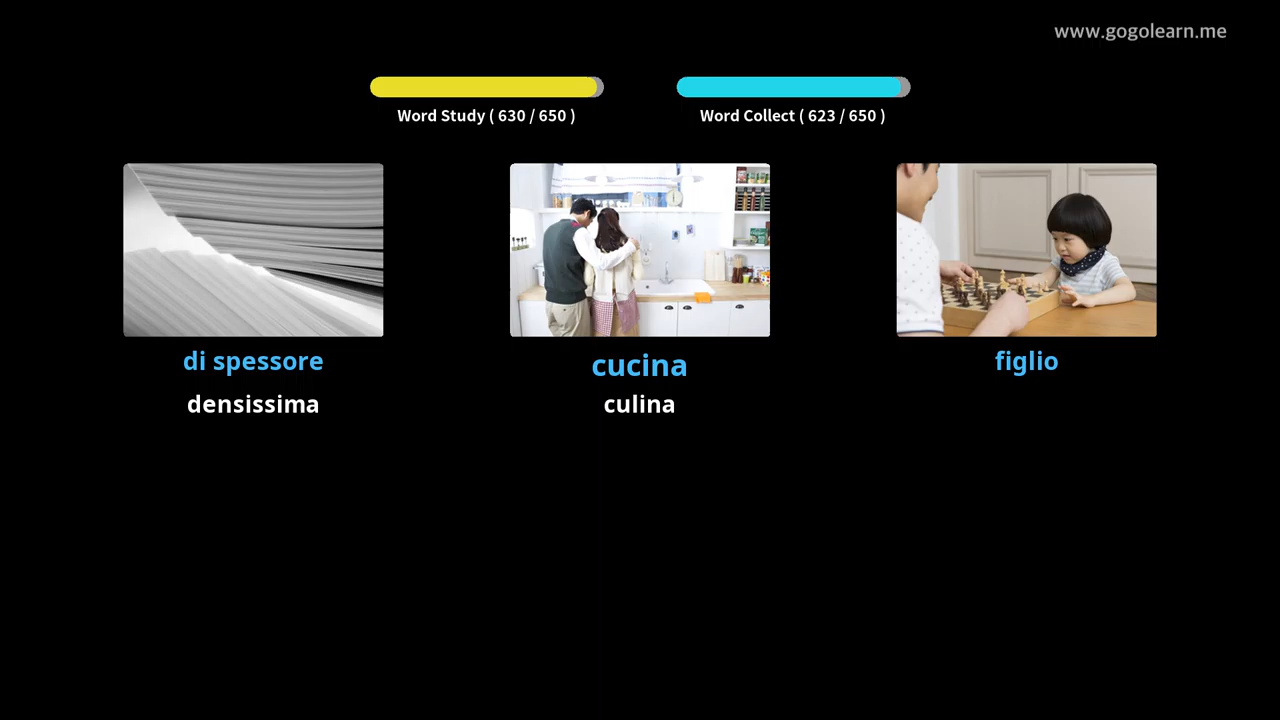 www.gogolearn.me
Word Study ( 630 / 650 )
Word Collect ( 623 / 650 )
di spessore
cucina
figlio
densissima
culina